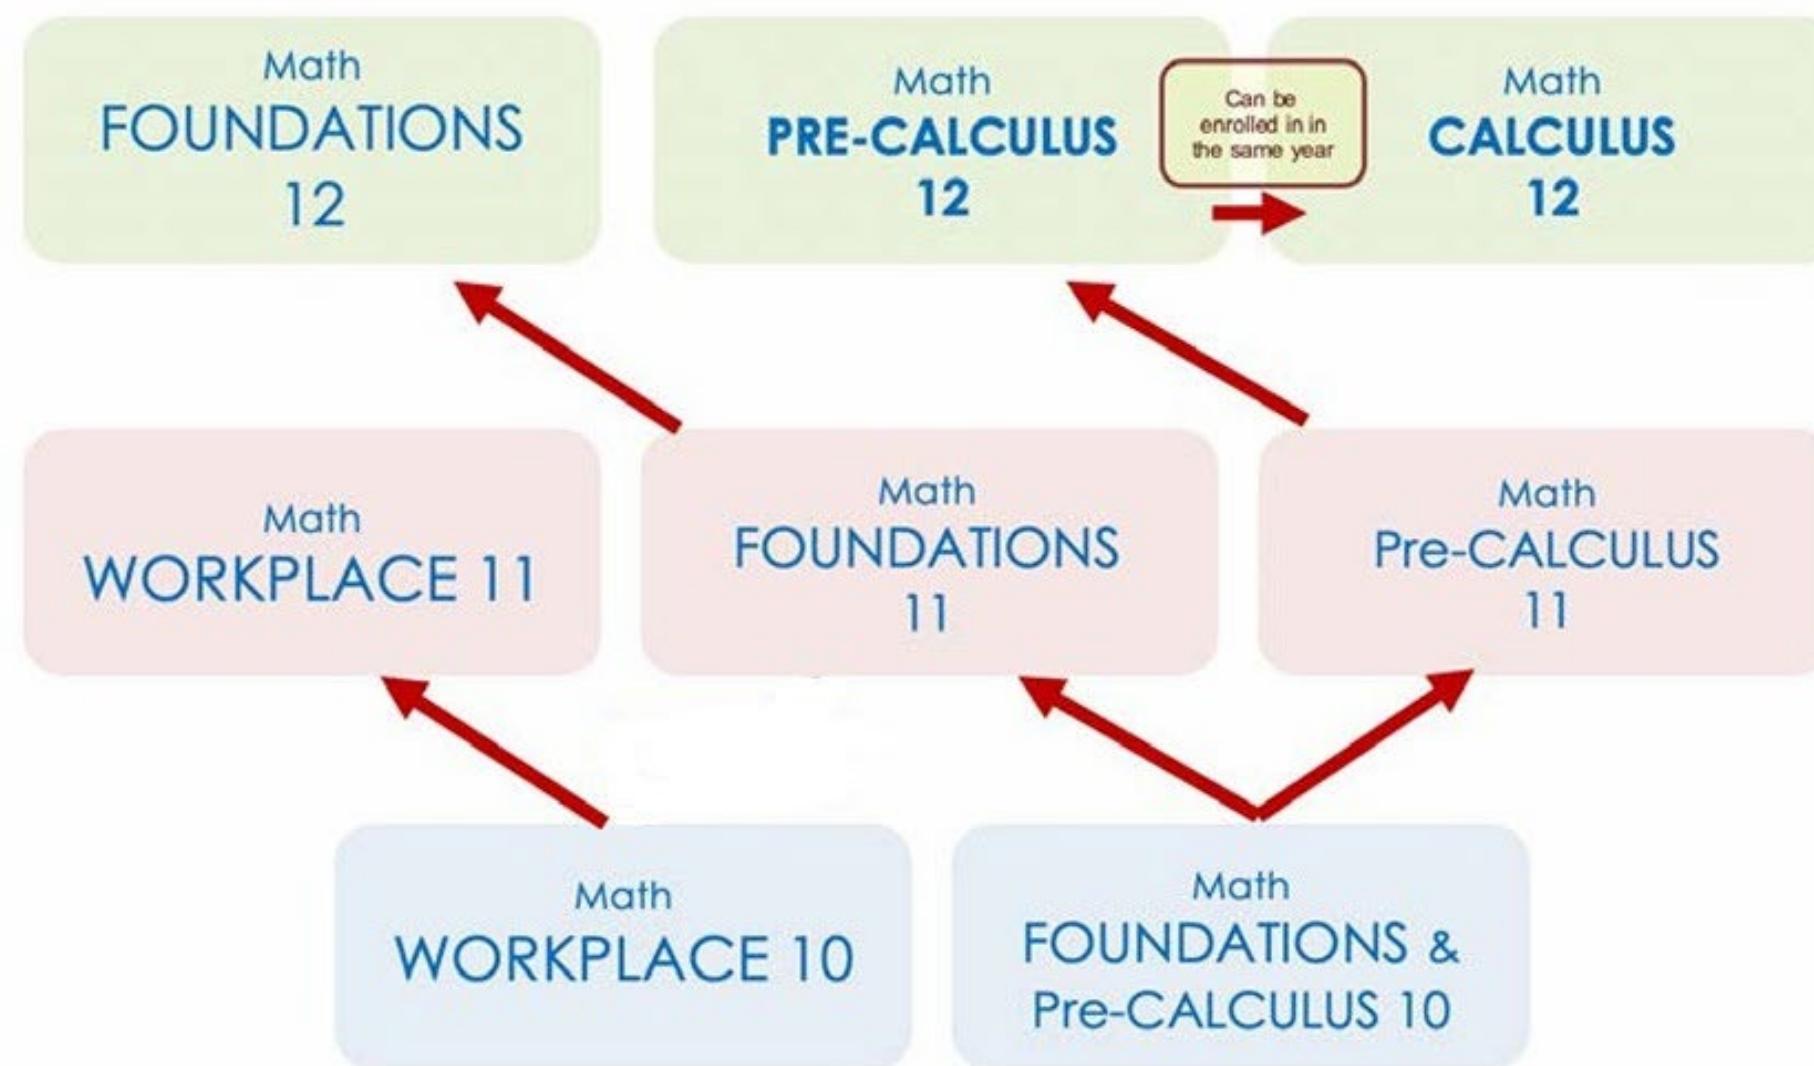 Math
FOUNDATIONS
12
Math
PRE-CALCULUS
12
Can be
enrolled in in
the same year
Math
CALCULUS
12
Math
WORKPLACE 11
Math
FOUNDATIONS
11
Math
Pre-CALCULUS
11
Math
WORKPLACE 10
Math
FOUNDATIONS &
Pre-CALCULUS 10